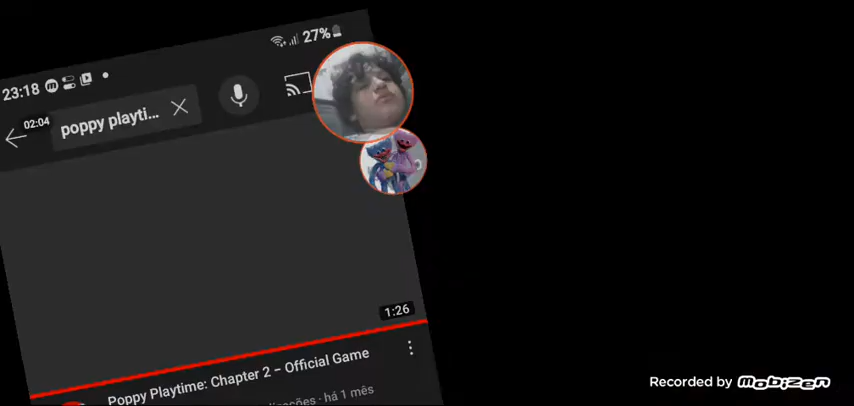 23:18
27%
02:04
poppy playti...
1:26
Poppy Playtime: Chapter 2 – Official Game
há 1 mês
Recorded by mobizen